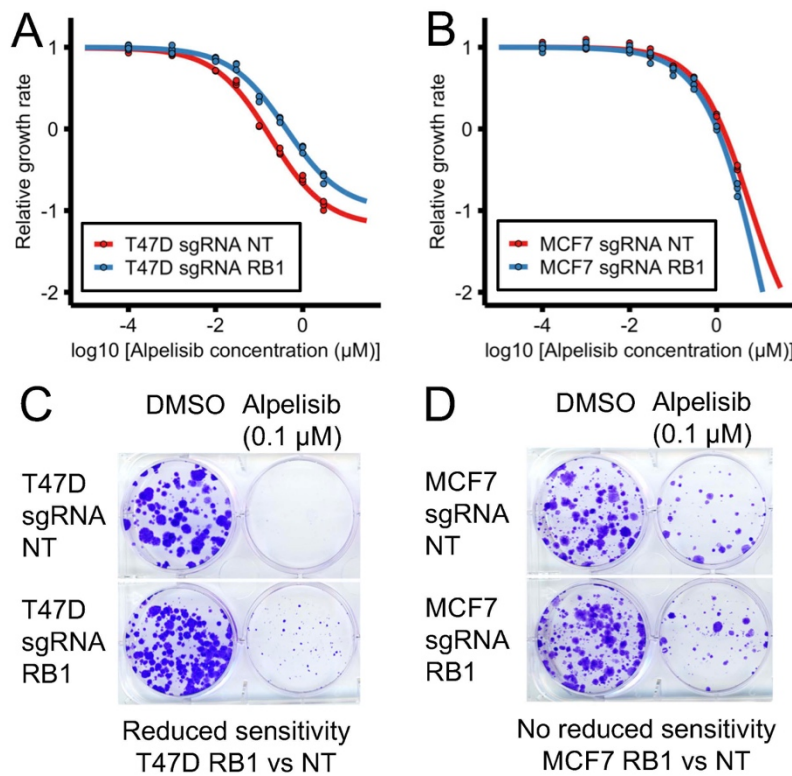 A
Relative growth rate
1
0
-1
-2
T47D sgRNA NT
T47D sgRNA RB1
-4
-2
0
log10 [Alpelisib concentration (µM)]
B
Relative growth rate
1
0
-1
-2
MCF7 sgRNA NT
MCF7 sgRNA RB1
-4
-2
0
log10 [Alpelisib concentration (µM)]
C
DMSO
Alpelisib
(0.1 µM)
T47D
sgRNA
NT
T47D
sgRNA
RB1
Reduced sensitivity
T47D RB1 vs NT
D
DMSO
Alpelisib
(0.1 µM)
MCF7
sgRNA
NT
MCF7
sgRNA
RB1
No reduced sensitivity
MCF7 RB1 vs NT